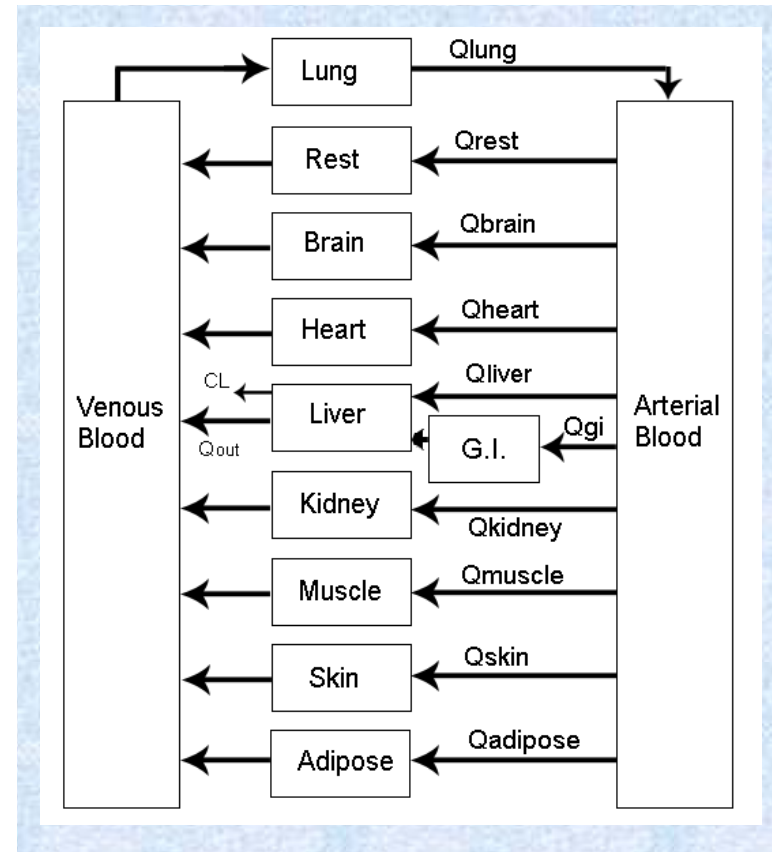 Lung
Qlung
Rest
Qrest
Brain
Qbrain
Heart
Qheart
Venous
Blood
CL
Qout
Liver
Qliver
G.I.
Qgi
Arterial
Blood
Kidney
Qkidney
Muscle
Qmuscle
Skin
Qskin
Adipose
Qadipose